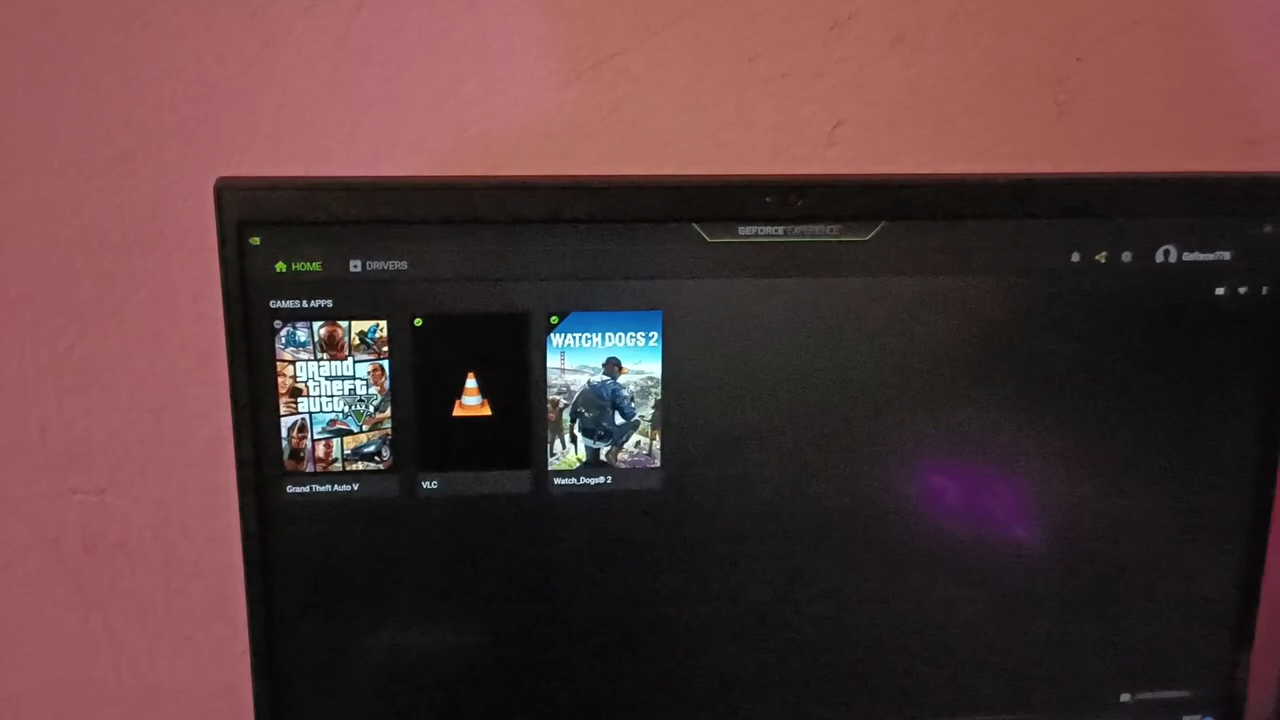 GEFORCE EXPERIENCE
HOME
DRIVERS
GAMES & APPS
grand
theft
auto
V
WATCH DOGS 2
Grand Theft Auto V
VLC
Watch_Dogs® 2